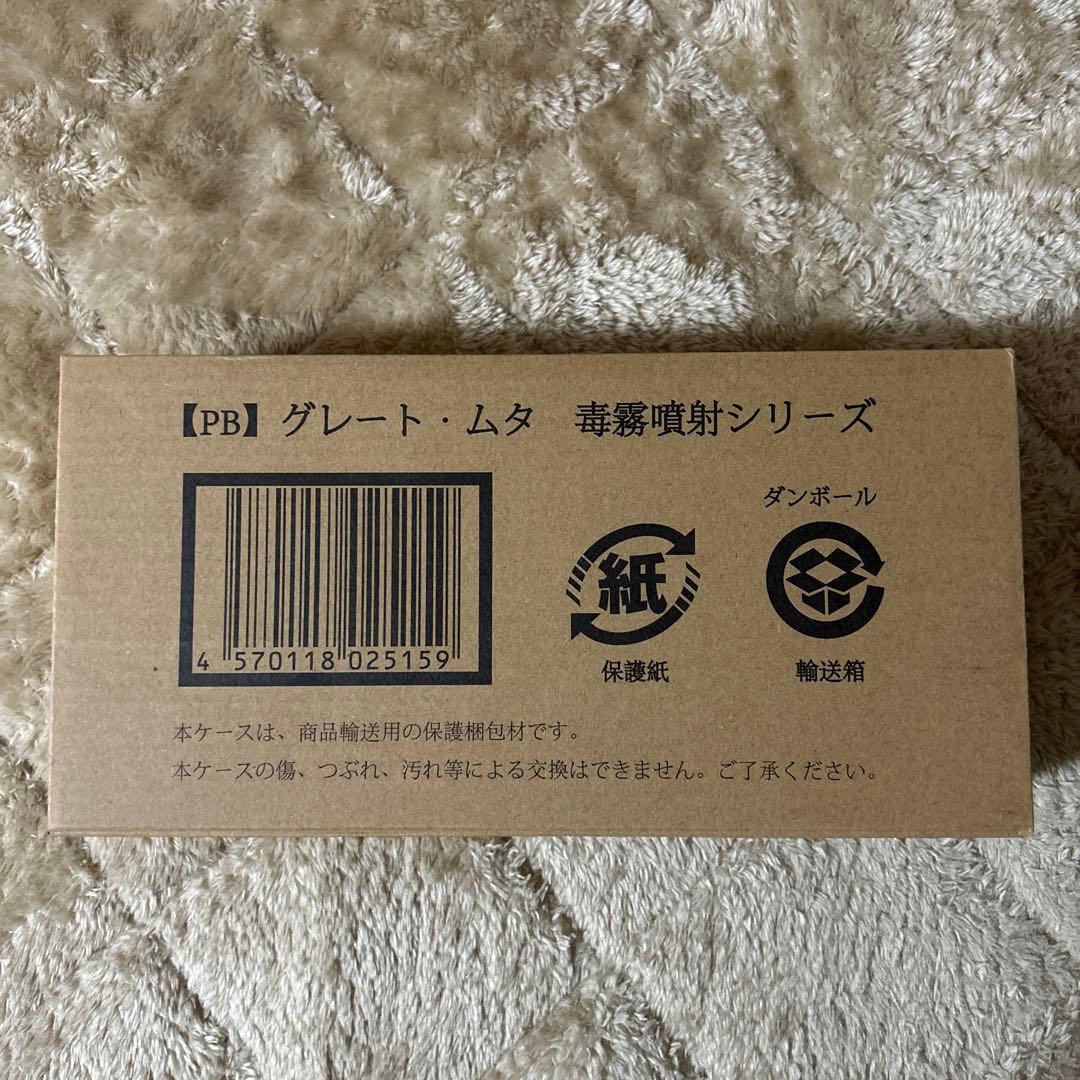 【PB】グレート・ムタ　毒霧噴射シリーズ
4 570118 025159
ダンボール
紙
保護紙
輸送箱
本ケースは、商品輸送用の保護梱包材です。
本ケースの傷、つぶれ、汚れ等による交換はできません。ご了承ください。